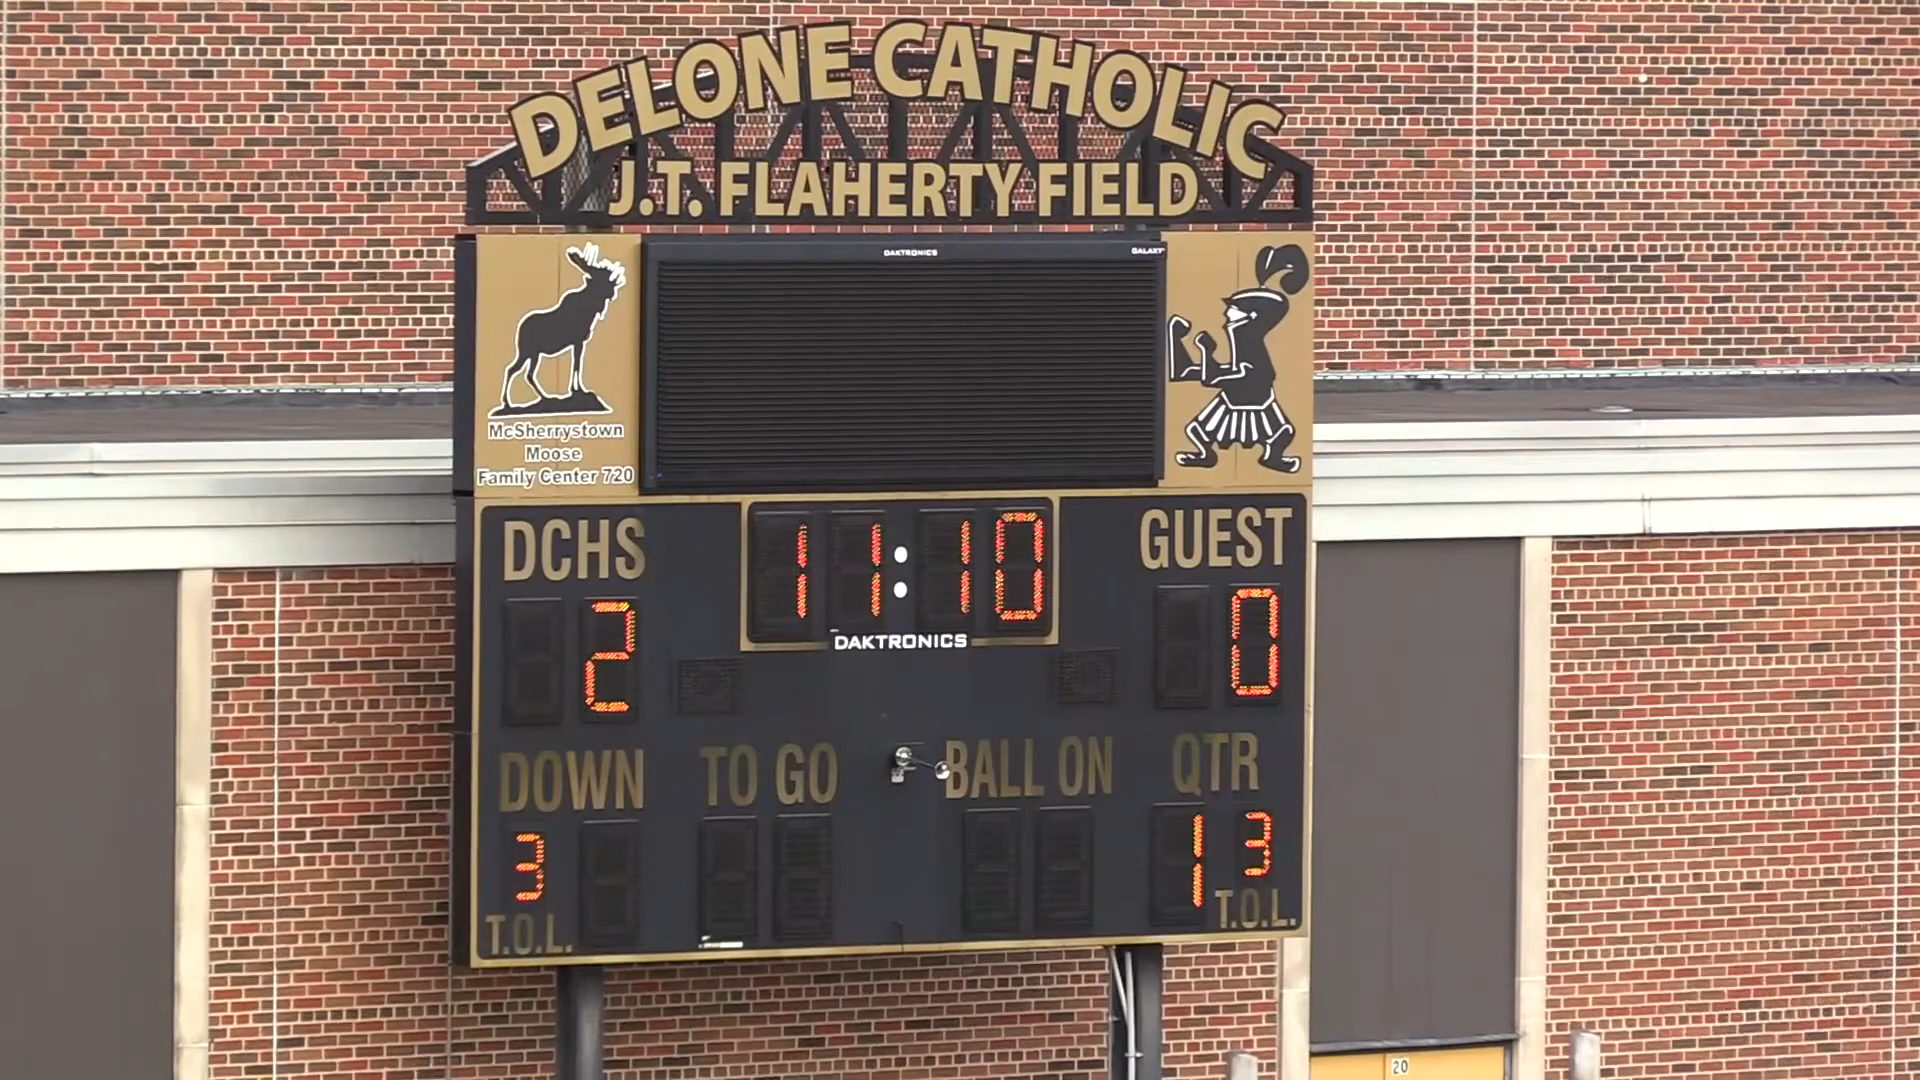 DELONE CATHOLIC
J.T. FLAHERTY FIELD
DAKTRONICS
GALAXY
McSherrystown
Moose
Family Center 720
DCHS
11:10
GUEST
2
0
DAKTRONICS
DOWN
TO GO
BALL ON
QTR
3
1
3
T.O.L.
T.O.L.
20